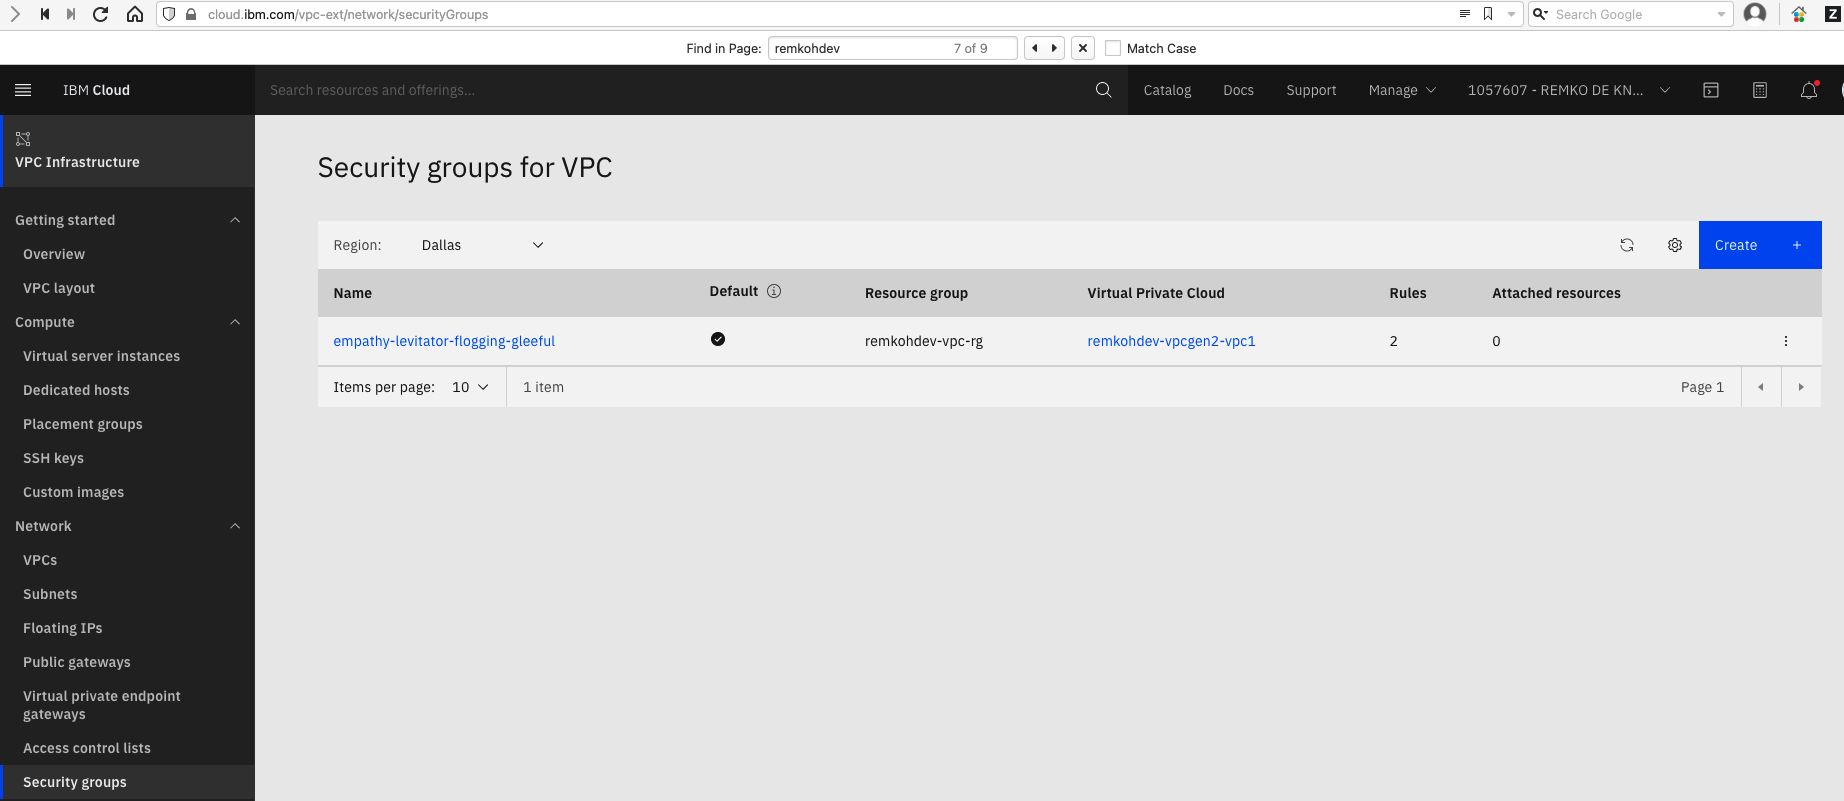 cloud.ibm.com/vpc-ext/network/securityGroups
Search Google
Z
Find in Page: remkohdev 7 of 9 Match Case
IBM Cloud
Search resources and offerings...
Catalog Docs Support Manage 1057607 - REMKO DE KN...
VPC Infrastructure
Getting started
Overview
VPC layout
Compute
Virtual server instances
Dedicated hosts
Placement groups
SSH keys
Custom images
Network
VPCs
Subnets
Floating IPs
Public gateways
Virtual private endpoint
gateways
Access control lists
Security groups
Security groups for VPC
Region: Dallas
Create +
Name Default Resource group Virtual Private Cloud Rules Attached resources
empathy-levitator-flogging-gleeful remkohdev-vpc-rg remkohdev-vpcgen2-vpc1 2 0
Items per page: 10 1 item Page 1